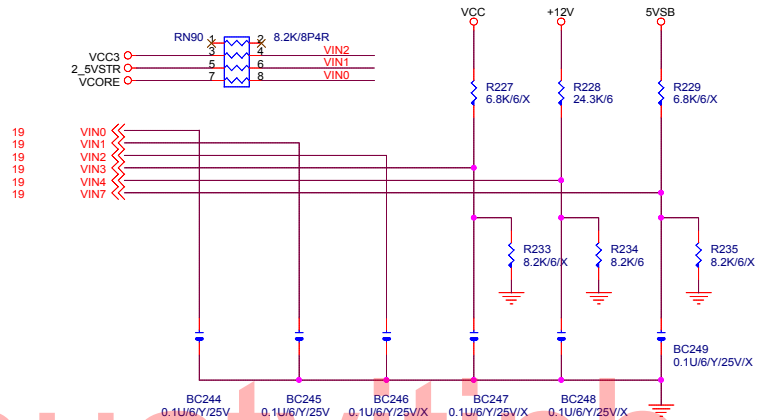 VCC +12V 5VSB
RN90 1 2 8.2K/8P4R
VCC3 3 4 VIN2
2_5VSTR 5 6 VIN1
VCORE 7 8 VIN0
R227 R228 R229
6.8K/6/X 24.3K/6 6.8K/6/X
19 VIN0
19 VIN1
19 VIN2
19 VIN3
19 VIN4
19 VIN7
R233 R234 R235
8.2K/6/X 8.2K/6 8.2K/6/X
BC249
0.1U/6/Y/25V/X
BC244 BC245 BC246 BC247 BC248
0.1U/6/Y/25V 0.1U/6/Y/25V 0.1U/6/Y/25V/X 0.1U/6/Y/25V/X 0.1U/6/Y/25V/X